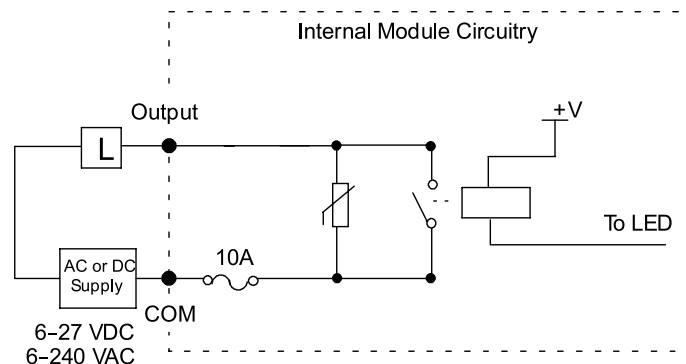 Internal Module Circuitry
Output
+V
L
To LED
10A
AC or DC
Supply
COM
6–27 VDC
6–240 VAC